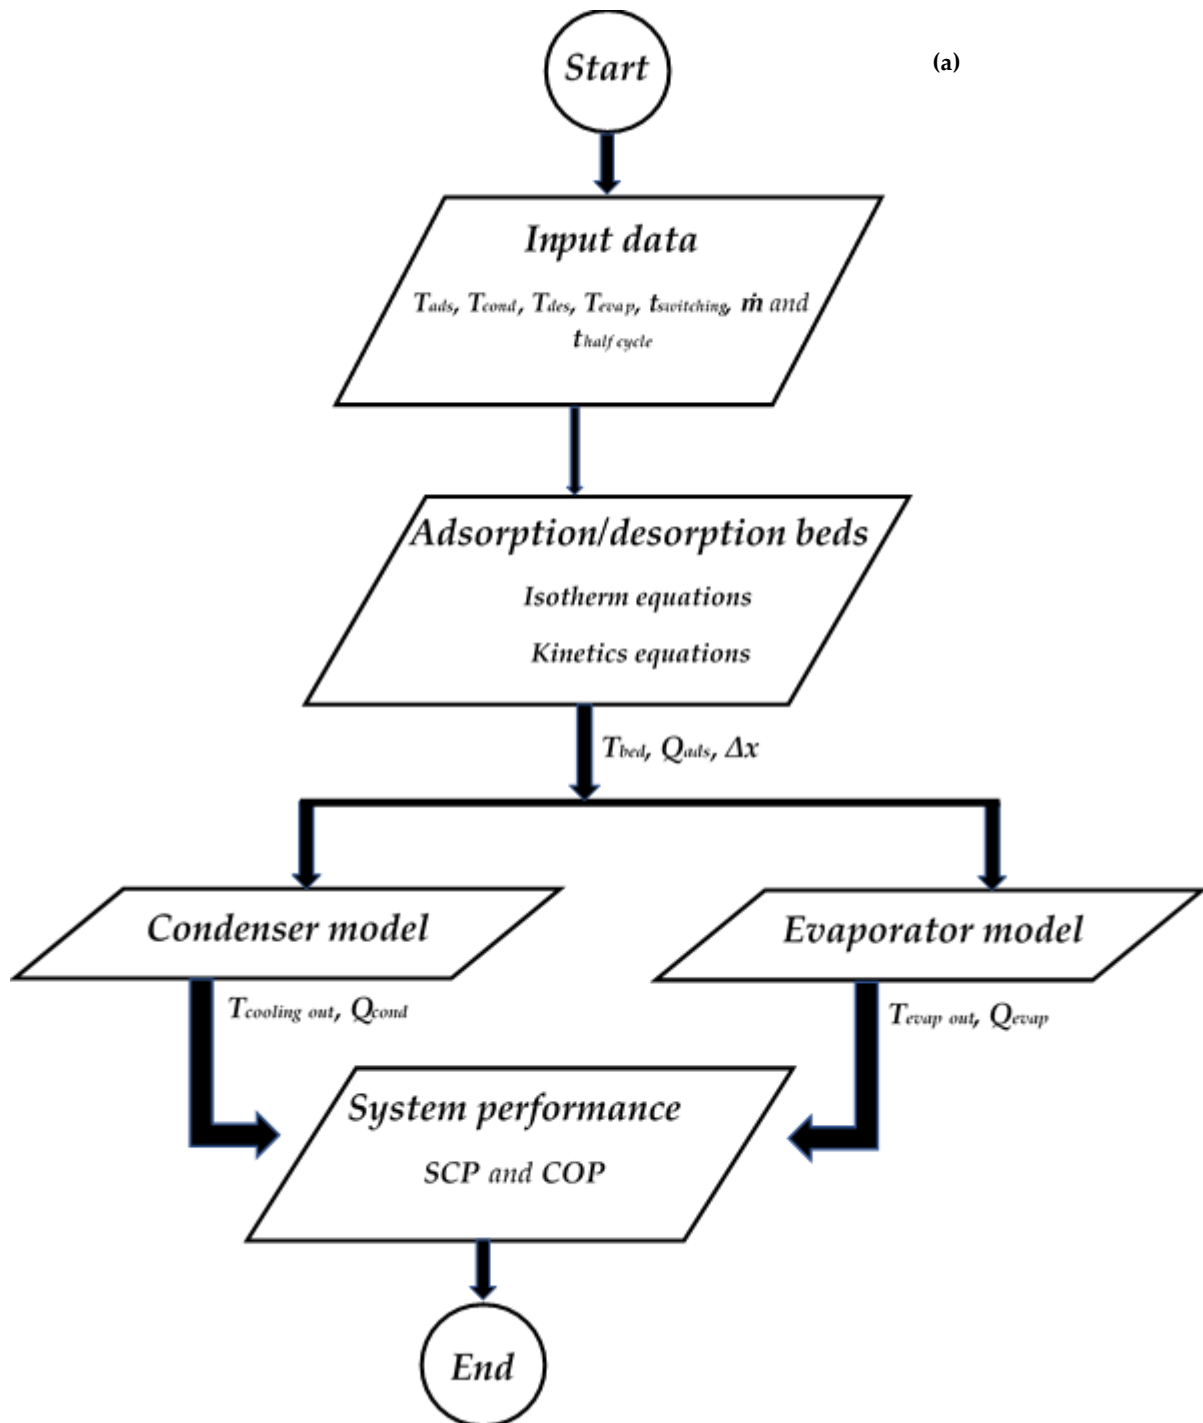 Start
(a)
Input data
Tads, Tcond, Tdes, Tevap, tswitching, ṁ and
thalf cycle
Adsorption/desorption beds
Isotherm equations
Kinetics equations
Tbed, Qads, Δx
Condenser model
Evaporator model
Tcooling out, Qcond
Tevap out, Qevap
System performance
SCP and COP
End